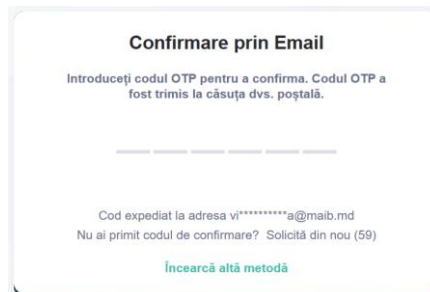 Confirmare prin Email
Introduceți codul OTP pentru a confirma. Codul OTP a
fost trimis la căsuța dvs. poștală.
Cod expediat la adresa vi**********a@maib.md
Nu ai primit codul de confirmare? Solicită din nou (59)
Încearcă altă metodă